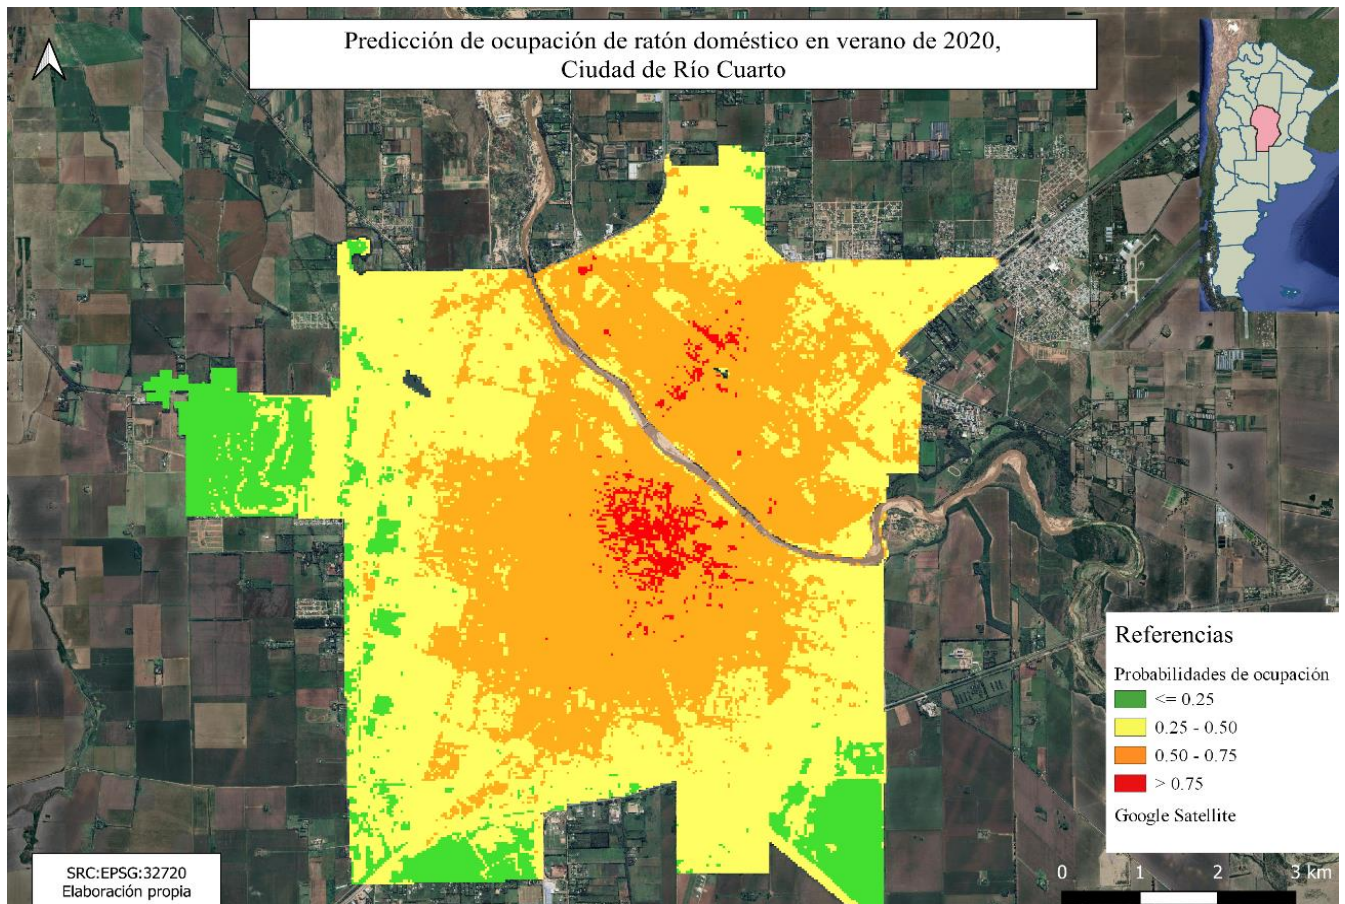 Predicción de ocupación de ratón doméstico en verano de 2020,
Ciudad de Río Cuarto
Referencias
Probabilidades de ocupación
<= 0.25
0.25 - 0.50
0.50 - 0.75
> 0.75
Google Satellite
SRC:EPSG:32720
Elaboración propia
0 1 2 3 km